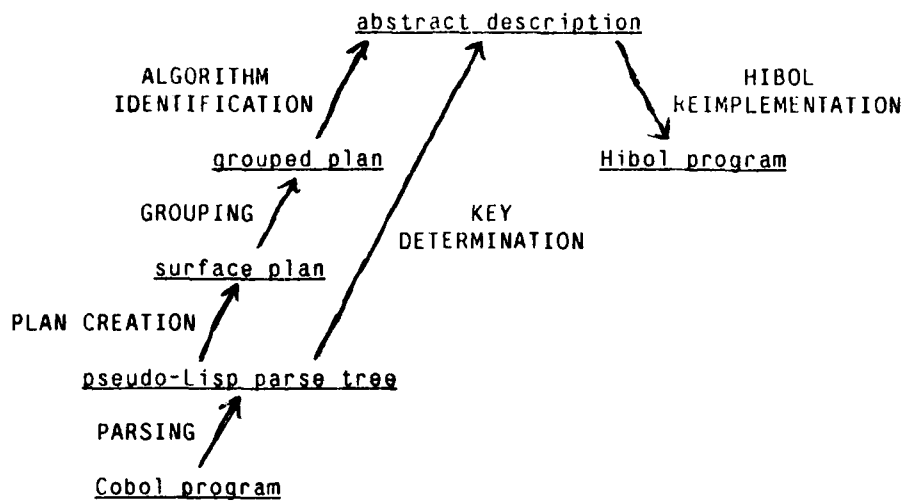 abstract description
ALGORITHM
IDENTIFICATION
HIBOL
REIMPLEMENTATION
grouped plan
Hibol program
GROUPING
KEY
DETERMINATION
surface plan
PLAN CREATION
pseudo-Lisp parse tree
PARSING
Cobol program